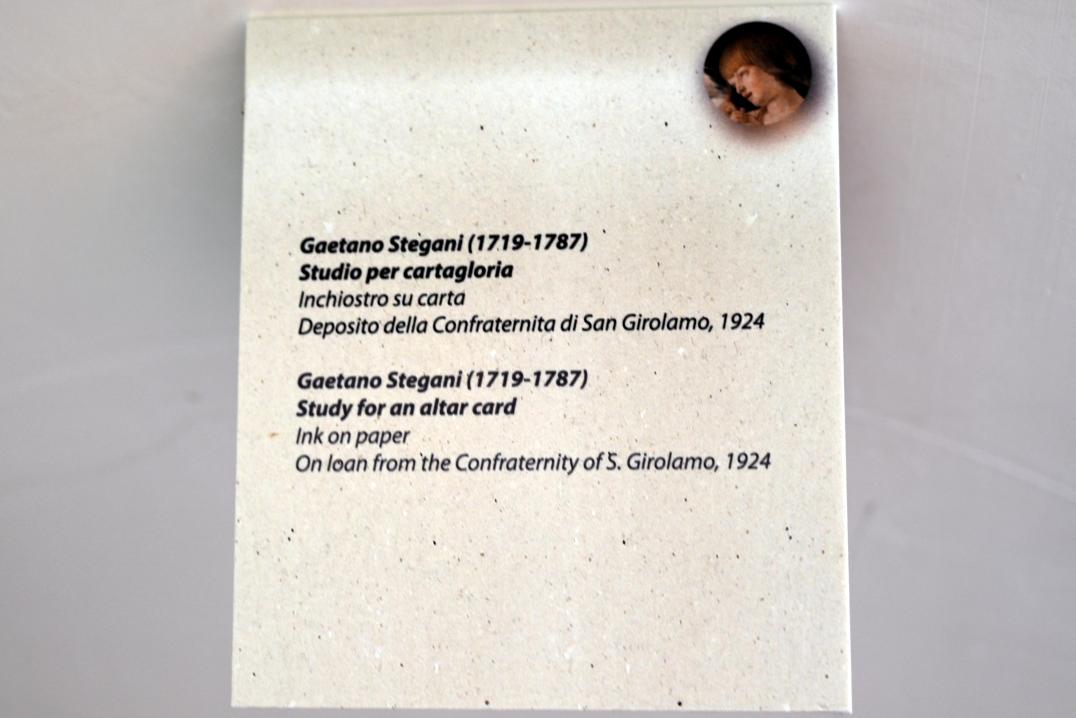 Gaetano Stegani (1719-1787)
Studio per cartagloria
Inchiostro su carta
Deposito della Confraternita di San Girolamo, 1924
Gaetano Stegani (1719-1787)
Study for an altar card
Ink on paper
On loan from the Confraternity of S. Girolamo, 1924